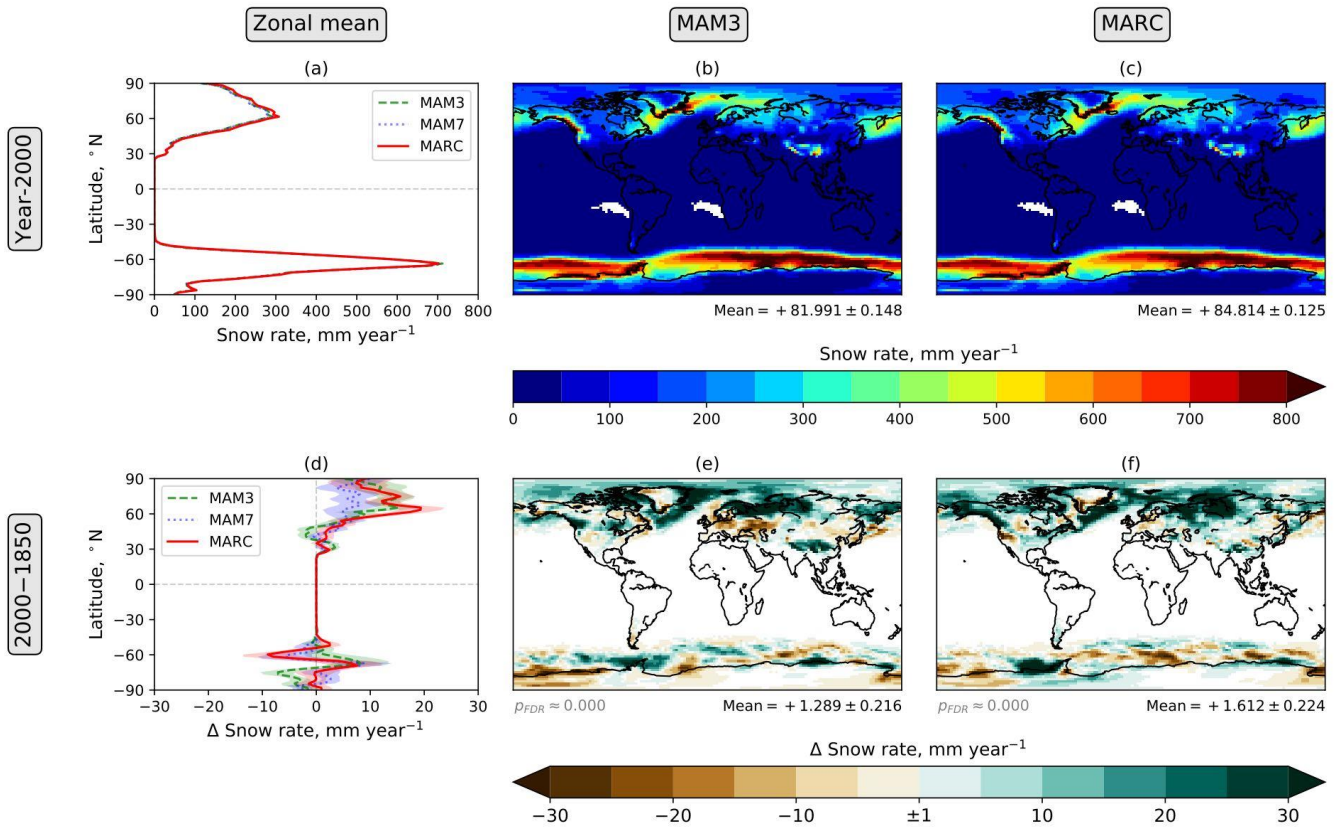 Zonal mean
MAM3
MARC
Year-2000
(a)
(b)
(c)
90
60
30
0
−30
−60
−90
Latitude, °N
MAM3
MAM7
MARC
0 100 200 300 400 500 600 700 800
Snow rate, mm year⁻¹
Mean = +81.991 ± 0.148
Mean = +84.814 ± 0.125
Snow rate, mm year⁻¹
0 100 200 300 400 500 600 700 800
2000−1850
(d)
(e)
(f)
90
60
30
0
−30
−60
−90
Latitude, °N
MAM3
MAM7
MARC
−30 −20 −10 0 10 20 30
Δ Snow rate, mm year⁻¹
pFDR ≈ 0.000
Mean = +1.289 ± 0.216
pFDR ≈ 0.000
Mean = +1.612 ± 0.224
Δ Snow rate, mm year⁻¹
−30 −20 −10 ±1 10 20 30